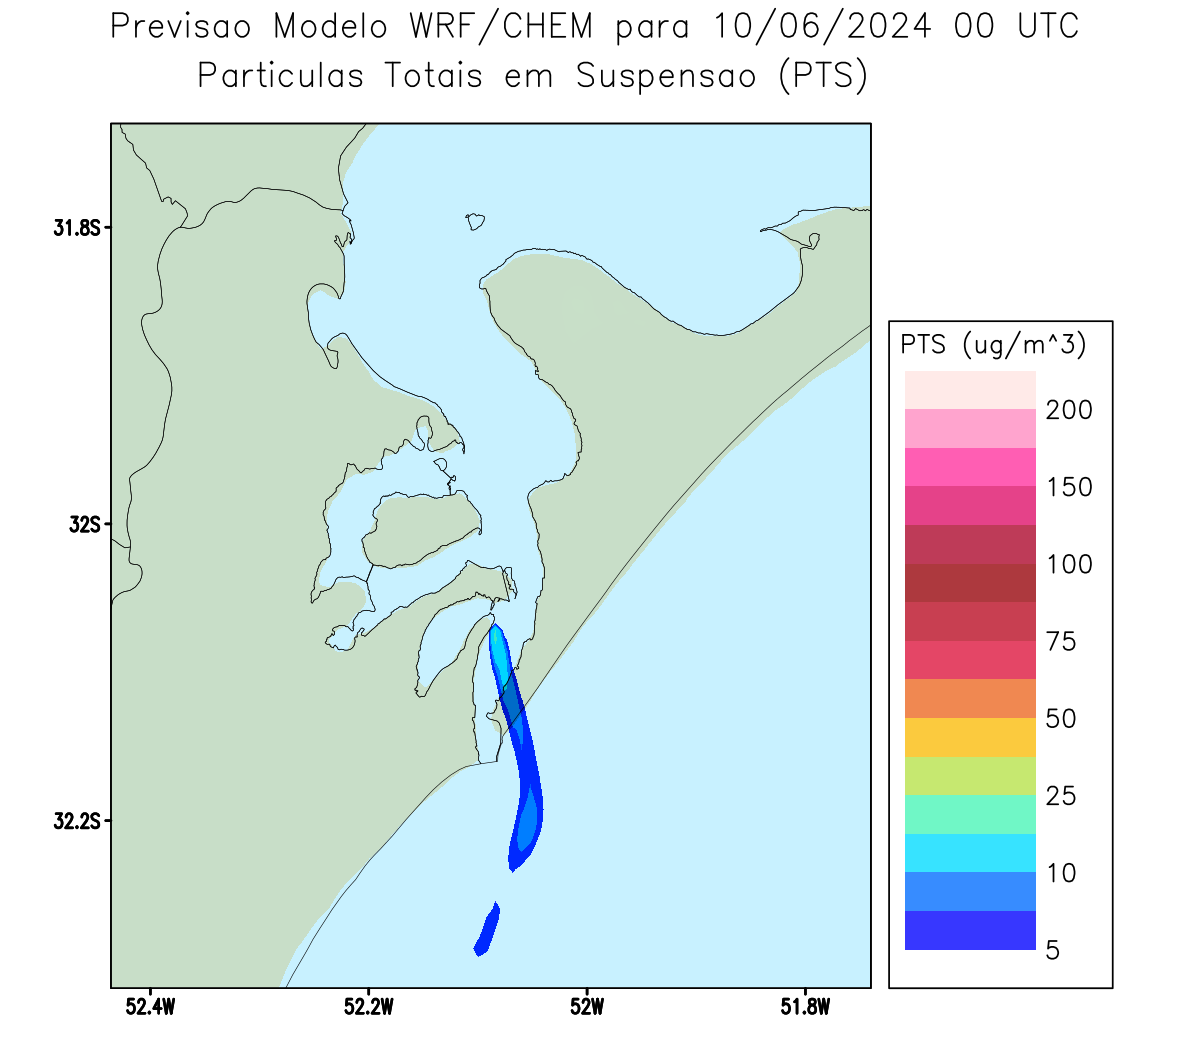 Previsao Modelo WRF/CHEM para 10/06/2024 00 UTC
Particulas Totais em Suspensao (PTS)
31.8S
32S
32.2S
52.4W
52.2W
52W
51.8W
PTS (ug/m^3)
200
150
100
75
50
25
10
5